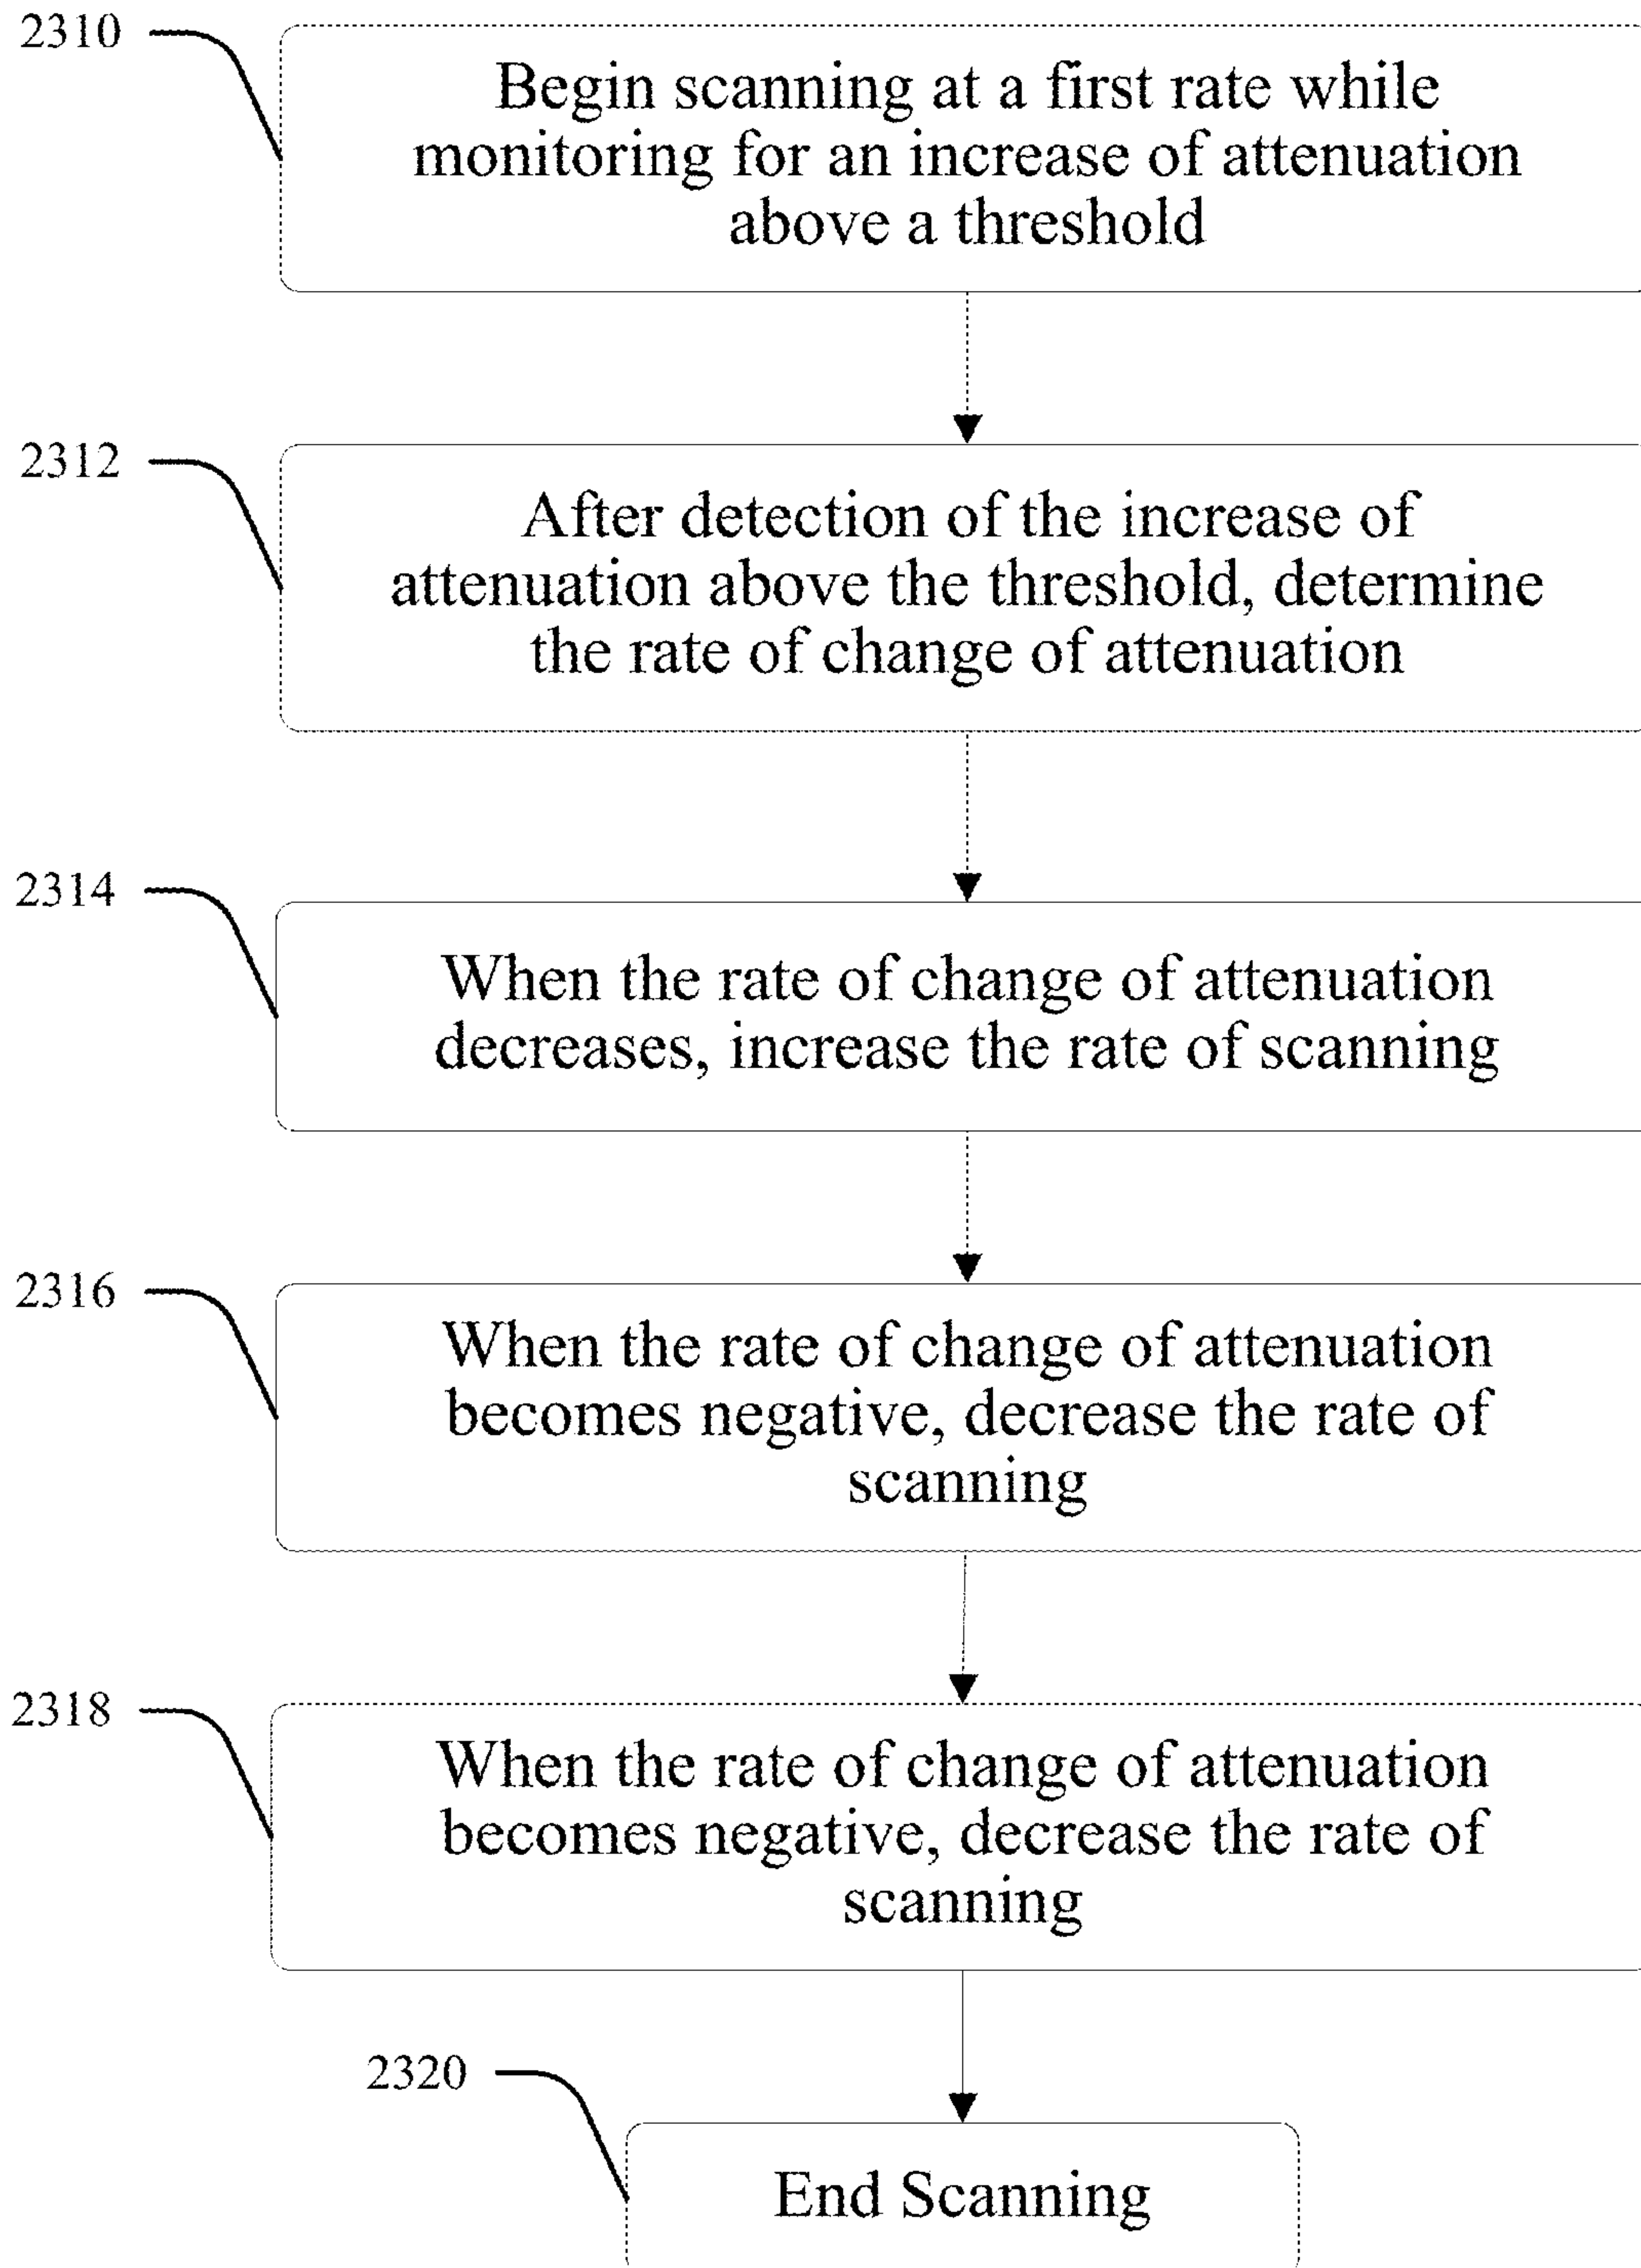 2310
Begin scanning at a first rate while
monitoring for an increase of attenuation
above a threshold
2312
After detection of the increase of
attenuation above the threshold, determine
the rate of change of attenuation
2314
When the rate of change of attenuation
decreases, increase the rate of scanning
2316
When the rate of change of attenuation
becomes negative, decrease the rate of
scanning
2318
When the rate of change of attenuation
becomes negative, decrease the rate of
scanning
2320
End Scanning